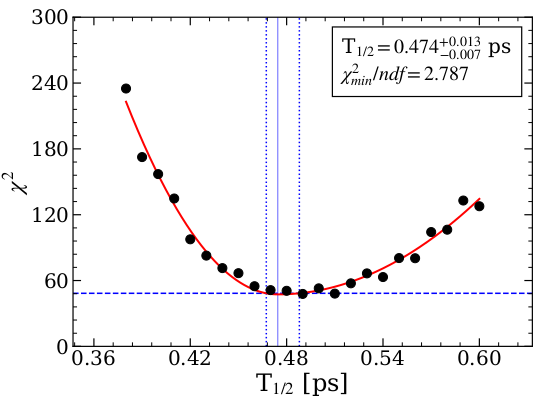 300
240
180
120
60
0
χ²
T₁/₂ = 0.474⁺⁰·⁰¹³₋₀.₀₀₇ ps
χ²ₘᵢₙ/ndf = 2.787
0.36 0.42 0.48 0.54 0.60
T₁/₂ [ps]